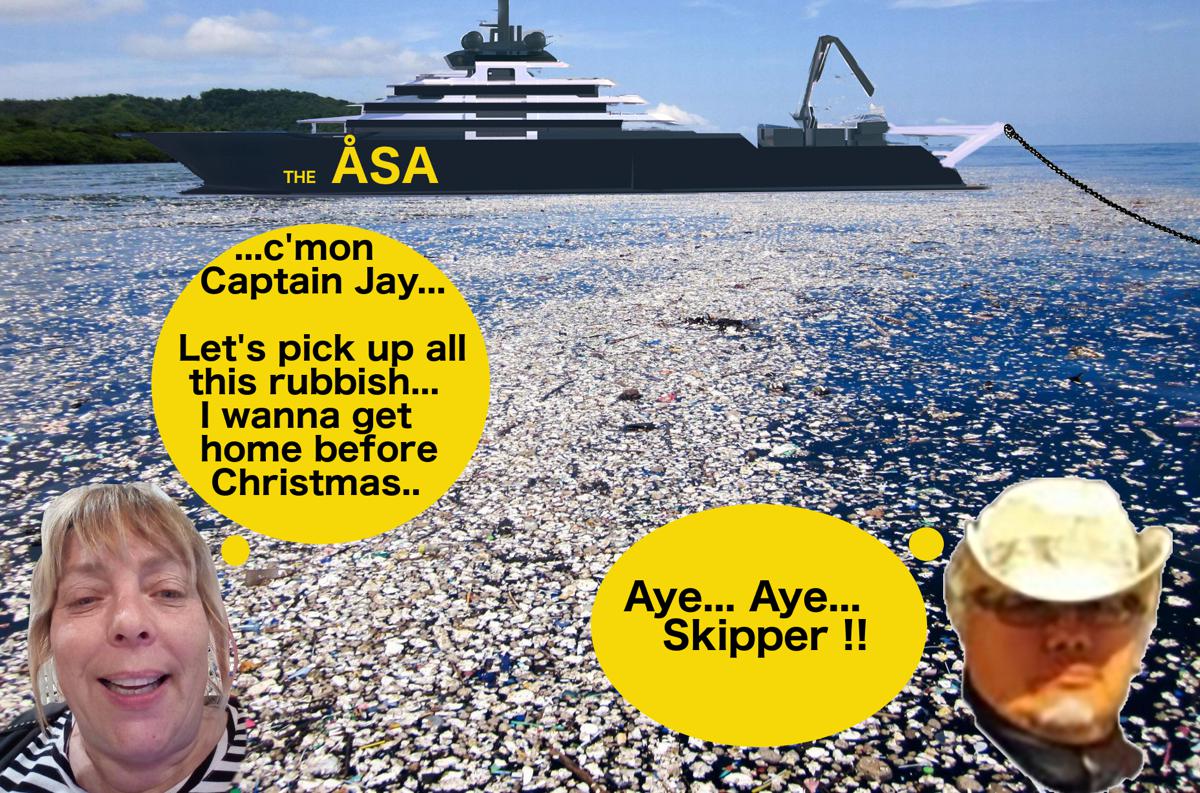 THE ÅSA
...c'mon
Captain Jay...
Let's pick up all
this rubbish...
I wanna get
home before
Christmas..
Aye... Aye...
Skipper !!